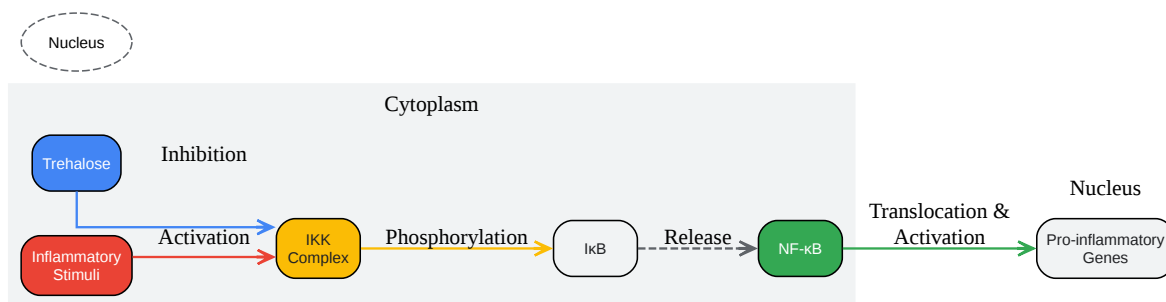 Nucleus
Cytoplasm
Trehalose
Inhibition
Inflammatory
Stimuli
Activation
IKK
Complex
Phosphorylation
IκB
Release
NF-κB
Translocation &
Activation
Nucleus
Pro-inflammatory
Genes